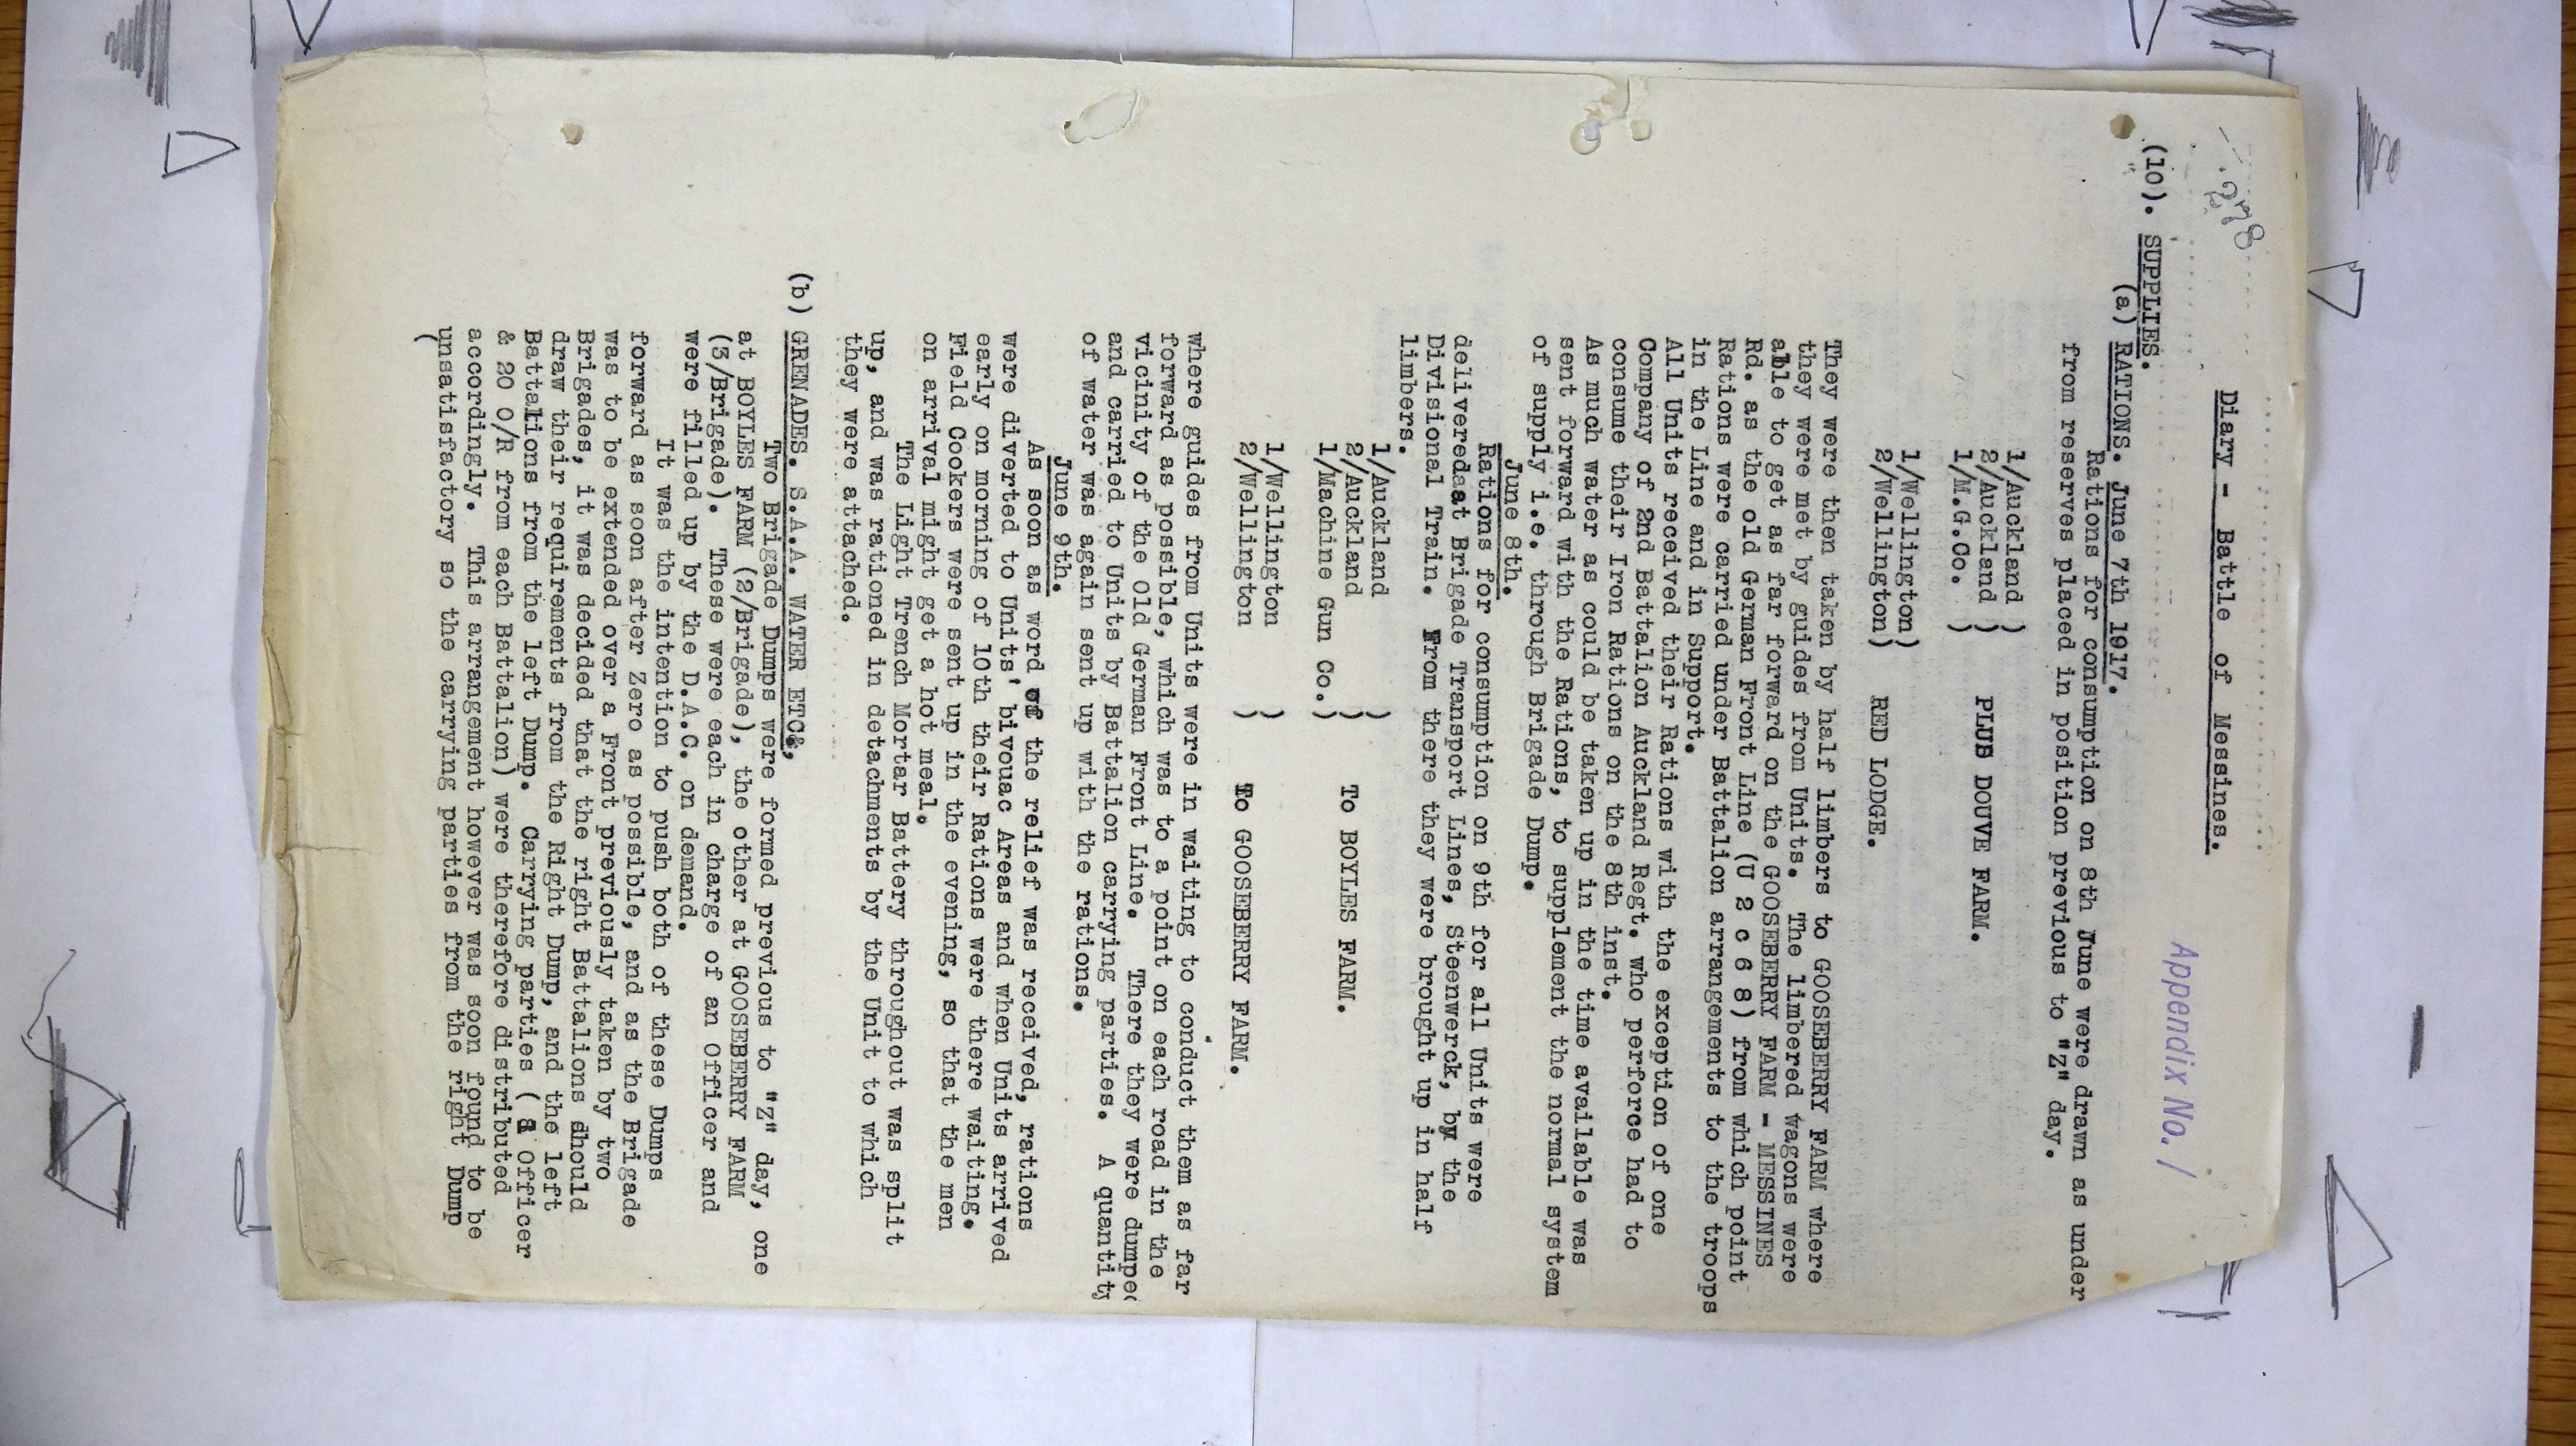 278
Diary - Battle of Messines.
Appendix No. 1
(10). SUPPLIES.
(a) RATIONS. June 7th 1917.
Rations for consumption on 8th June were drawn as under
from reserves placed in position previous to "Z" day.
1/Auckland )
2/Auckland ) PLUS DOUVE FARM.
1/M.G.Co. )
1/Wellington)
2/Wellington) RED LODGE.
They were then taken by half limbers to GOOSEBERRY FARM where
they were met by guides from Units. The limbered wagons were
able to get as far forward on the GOOSEBERRY FARM - MESSINES
Rd. as the old German Front Line (U 2 c 6 8) from which point
Rations were carried under Battalion arrangements to the troops
in the Line and in Support.
All Units received their Rations with the exception of one
Company of 2nd Battalion Auckland Regt. who perforce had to
consume their Iron Rations on the 8th inst.
As much water as could be taken up in the time available was
sent forward with the Rations, to supplement the normal system
of supply i.e. through Brigade Dump.
June 8th.
Rations for consumption on 9th for all Units were
deliveredaat Brigade Transport Lines, Steenwerck, by the
Divisional Train. From there they were brought up in half
limbers.
1/Auckland )
2/Auckland ) To BOYLES FARM.
1/Machine Gun Co.)
1/Wellington )
2/Wellington ) To GOOSEBERRY FARM.
where guides from Units were in waiting to conduct them as far
forward as possible, which was to a point on each road in the
vicinity of the Old German Front Line. There they were dumped
and carried to Units by Battalion carrying parties. A quantity
of water was again sent up with the rations.
June 9th.
As soon as word of the relief was received, rations
were diverted to Units' bivouac Areas and when Units arrived
early on morning of 10th their Rations were there waiting.
Field Cookers were sent up in the evening, so that the men
on arrival might get a hot meal.
The Light Trench Mortar Battery throughout was split
up, and was rationed in detachments by the Unit to which
they were attached.
(b) GRENADES. S.A.A. WATER ETC&,
Two Brigade Dumps were formed previous to "Z" day, one
at BOYLES FARM (2/Brigade), the other at GOOSEBERRY FARM
(3/Brigade). These were each in charge of an Officer and
were filled up by the D.A.C. on demand.
It was the intention to push both of these Dumps
forward as soon after Zero as possible, and as the Brigade
was to be extended over a Front previously taken by two
Brigades, it was decided that the right Battalions should
draw their requirements from the Right Dump, and the left
Battalions from the left Dump. Carrying parties ( Officer
& 20 O/R from each Battalion) were therefore distributed
accordingly. This arrangement however was soon found to be
unsatisfactory so the carrying parties from the right Dump
(